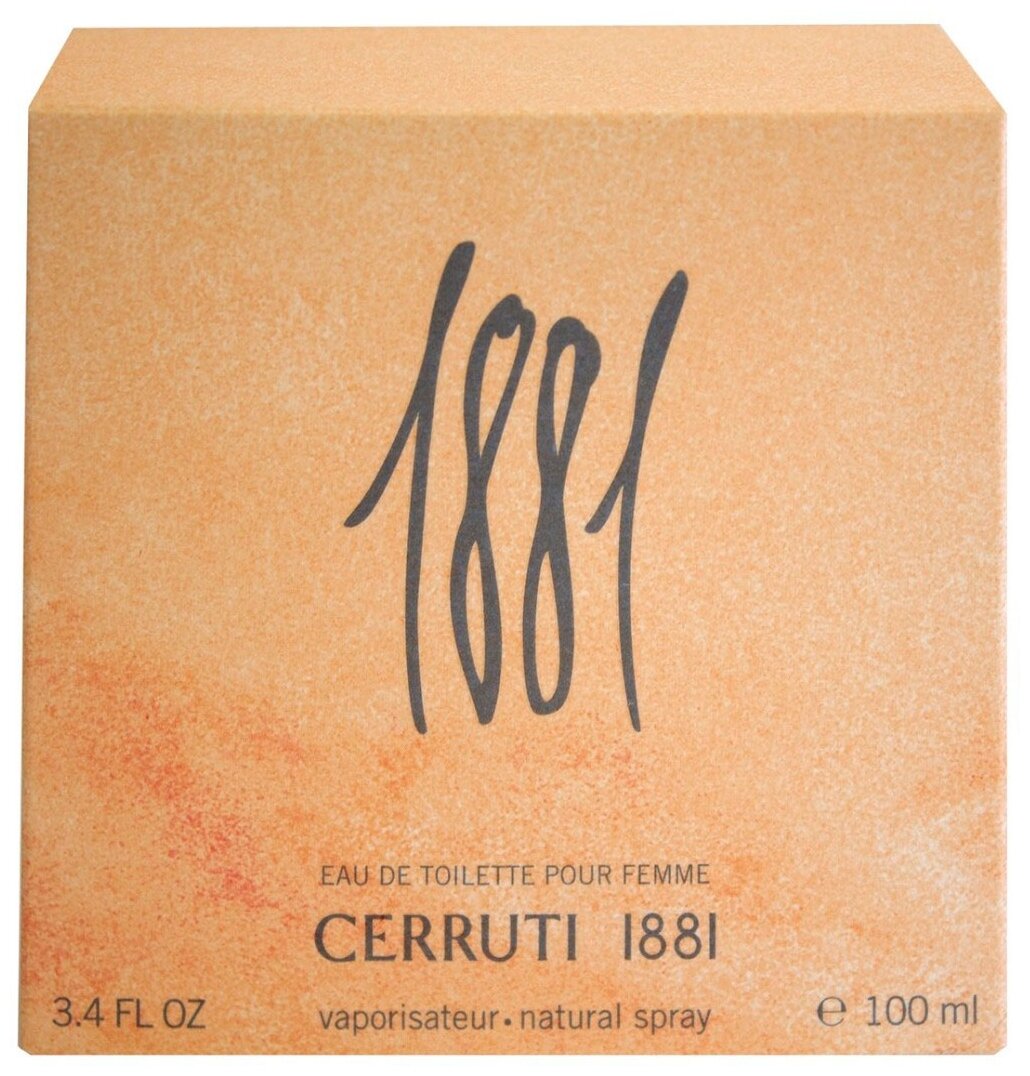 1881
EAU DE TOILETTE POUR FEMME
CERRUTI 1881
3.4 FL OZ vaporisateur • natural spray ℮ 100 ml